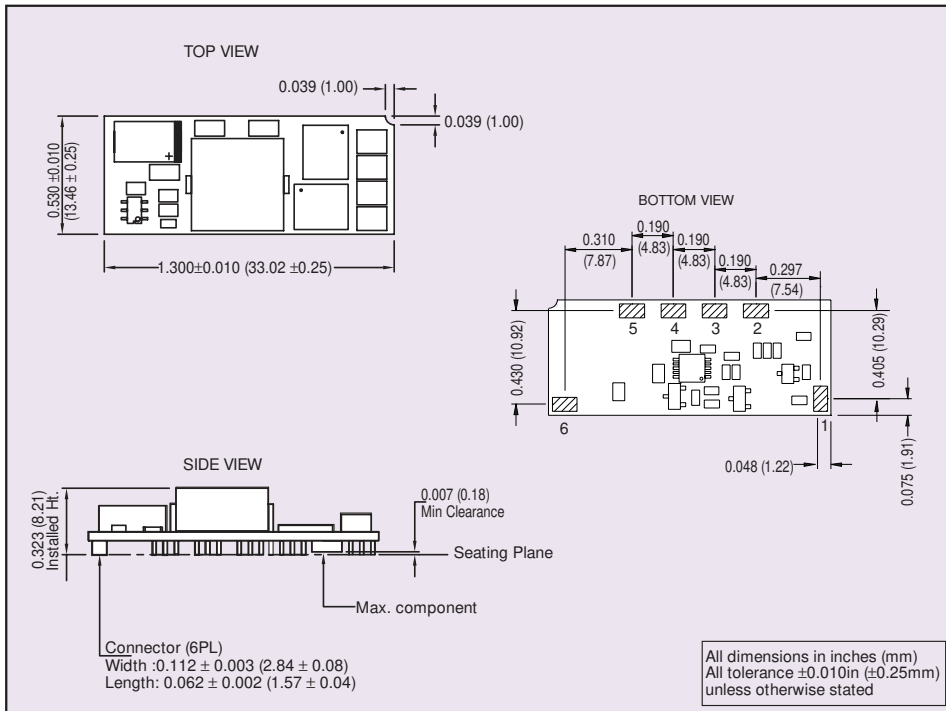 TOP VIEW
0.039 (1.00)
0.039 (1.00)
0.530 ±0.010
(13.46 ± 0.25)
+
1.300±0.010 (33.02 ±0.25)
BOTTOM VIEW
0.190
(4.83)
0.310
(7.87)
0.190
(4.83)
0.190
(4.83)
0.297
(7.54)
5 4 3 2
0.430 (10.92)
0.405 (10.29)
6
1
0.048 (1.22)
0.075 (1.91)
SIDE VIEW
0.323 (8.21)
Installed Ht.
0.007 (0.18)
Min Clearance
Seating Plane
Max. component
Connector (6PL)
Width :0.112 ± 0.003 (2.84 ± 0.08)
Length: 0.062 ± 0.002 (1.57 ± 0.04)
All dimensions in inches (mm)
All tolerance ±0.010in (±0.25mm)
unless otherwise stated